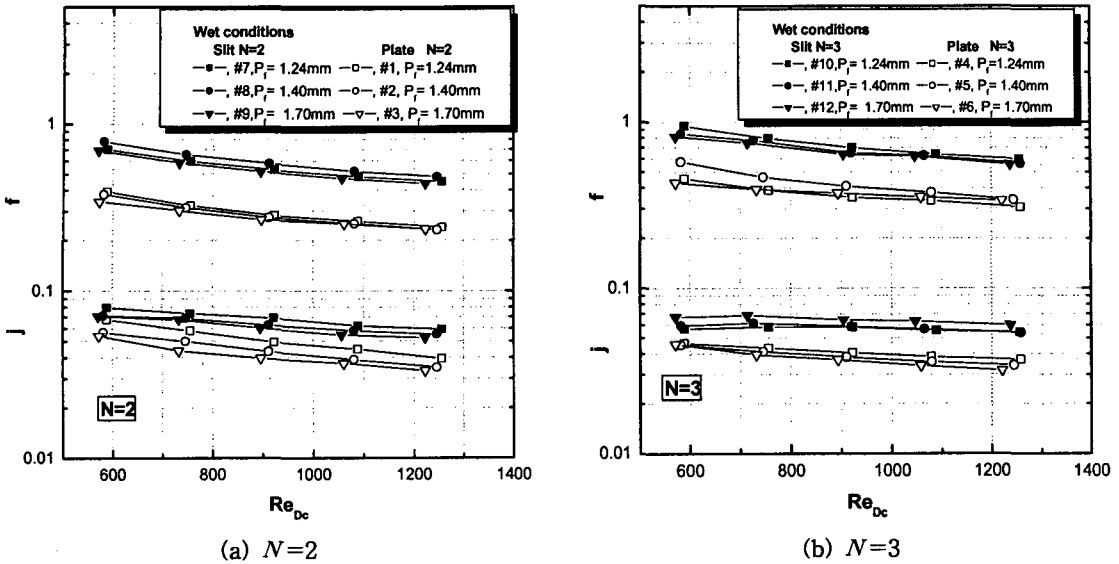 Wet conditions
Slit N=2 Plate N=2
, #7,Pf= 1.24mm , #1, Pf=1.24mm
, #8,Pf= 1.40mm , #2, Pf= 1.40mm
, #9,Pf= 1.70mm , #3, Pf= 1.70mm
1
f
0.1
j
N=2
0.01
600 800 1000 1200 1400
ReDc
(a) N=2
Wet conditions
Slit N=3 Plate N=3
, #10,Pf= 1.24mm , #4, Pf=1.24mm
, #11,Pf= 1.40mm , #5, Pf= 1.40mm
, #12,Pf= 1.70mm , #6, Pf= 1.70mm
1
f
0.1
j
N=3
0.01
600 800 1000 1200 1400
ReDc
(b) N=3